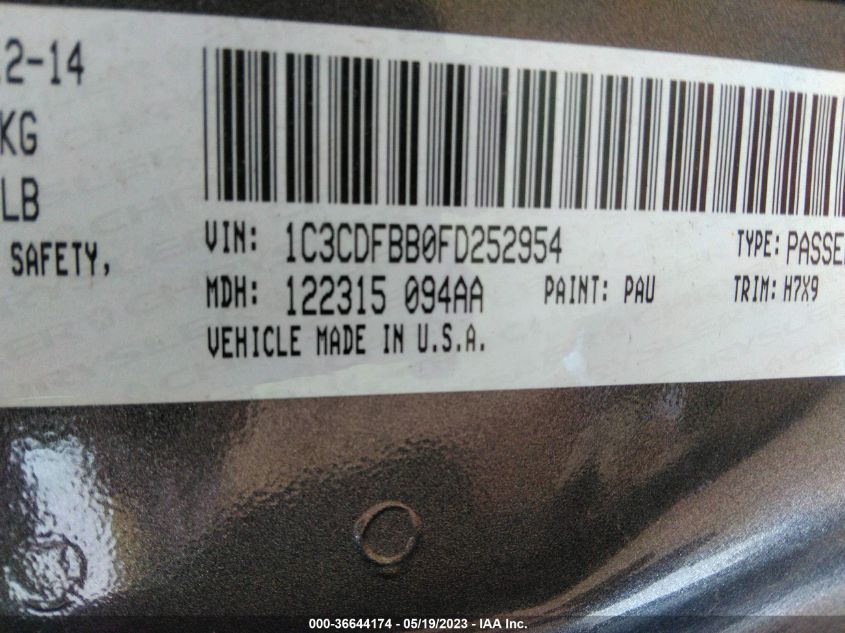 2-14
KG
LB
SAFETY,
VIN: 1C3CDFBB0FD252954
TYPE: PASSE
MDH: 122315 094AA PAINT: PAU TRIM: H7X9
VEHICLE MADE IN U.S.A.
000-36644174 - 05/19/2023 - IAA Inc.